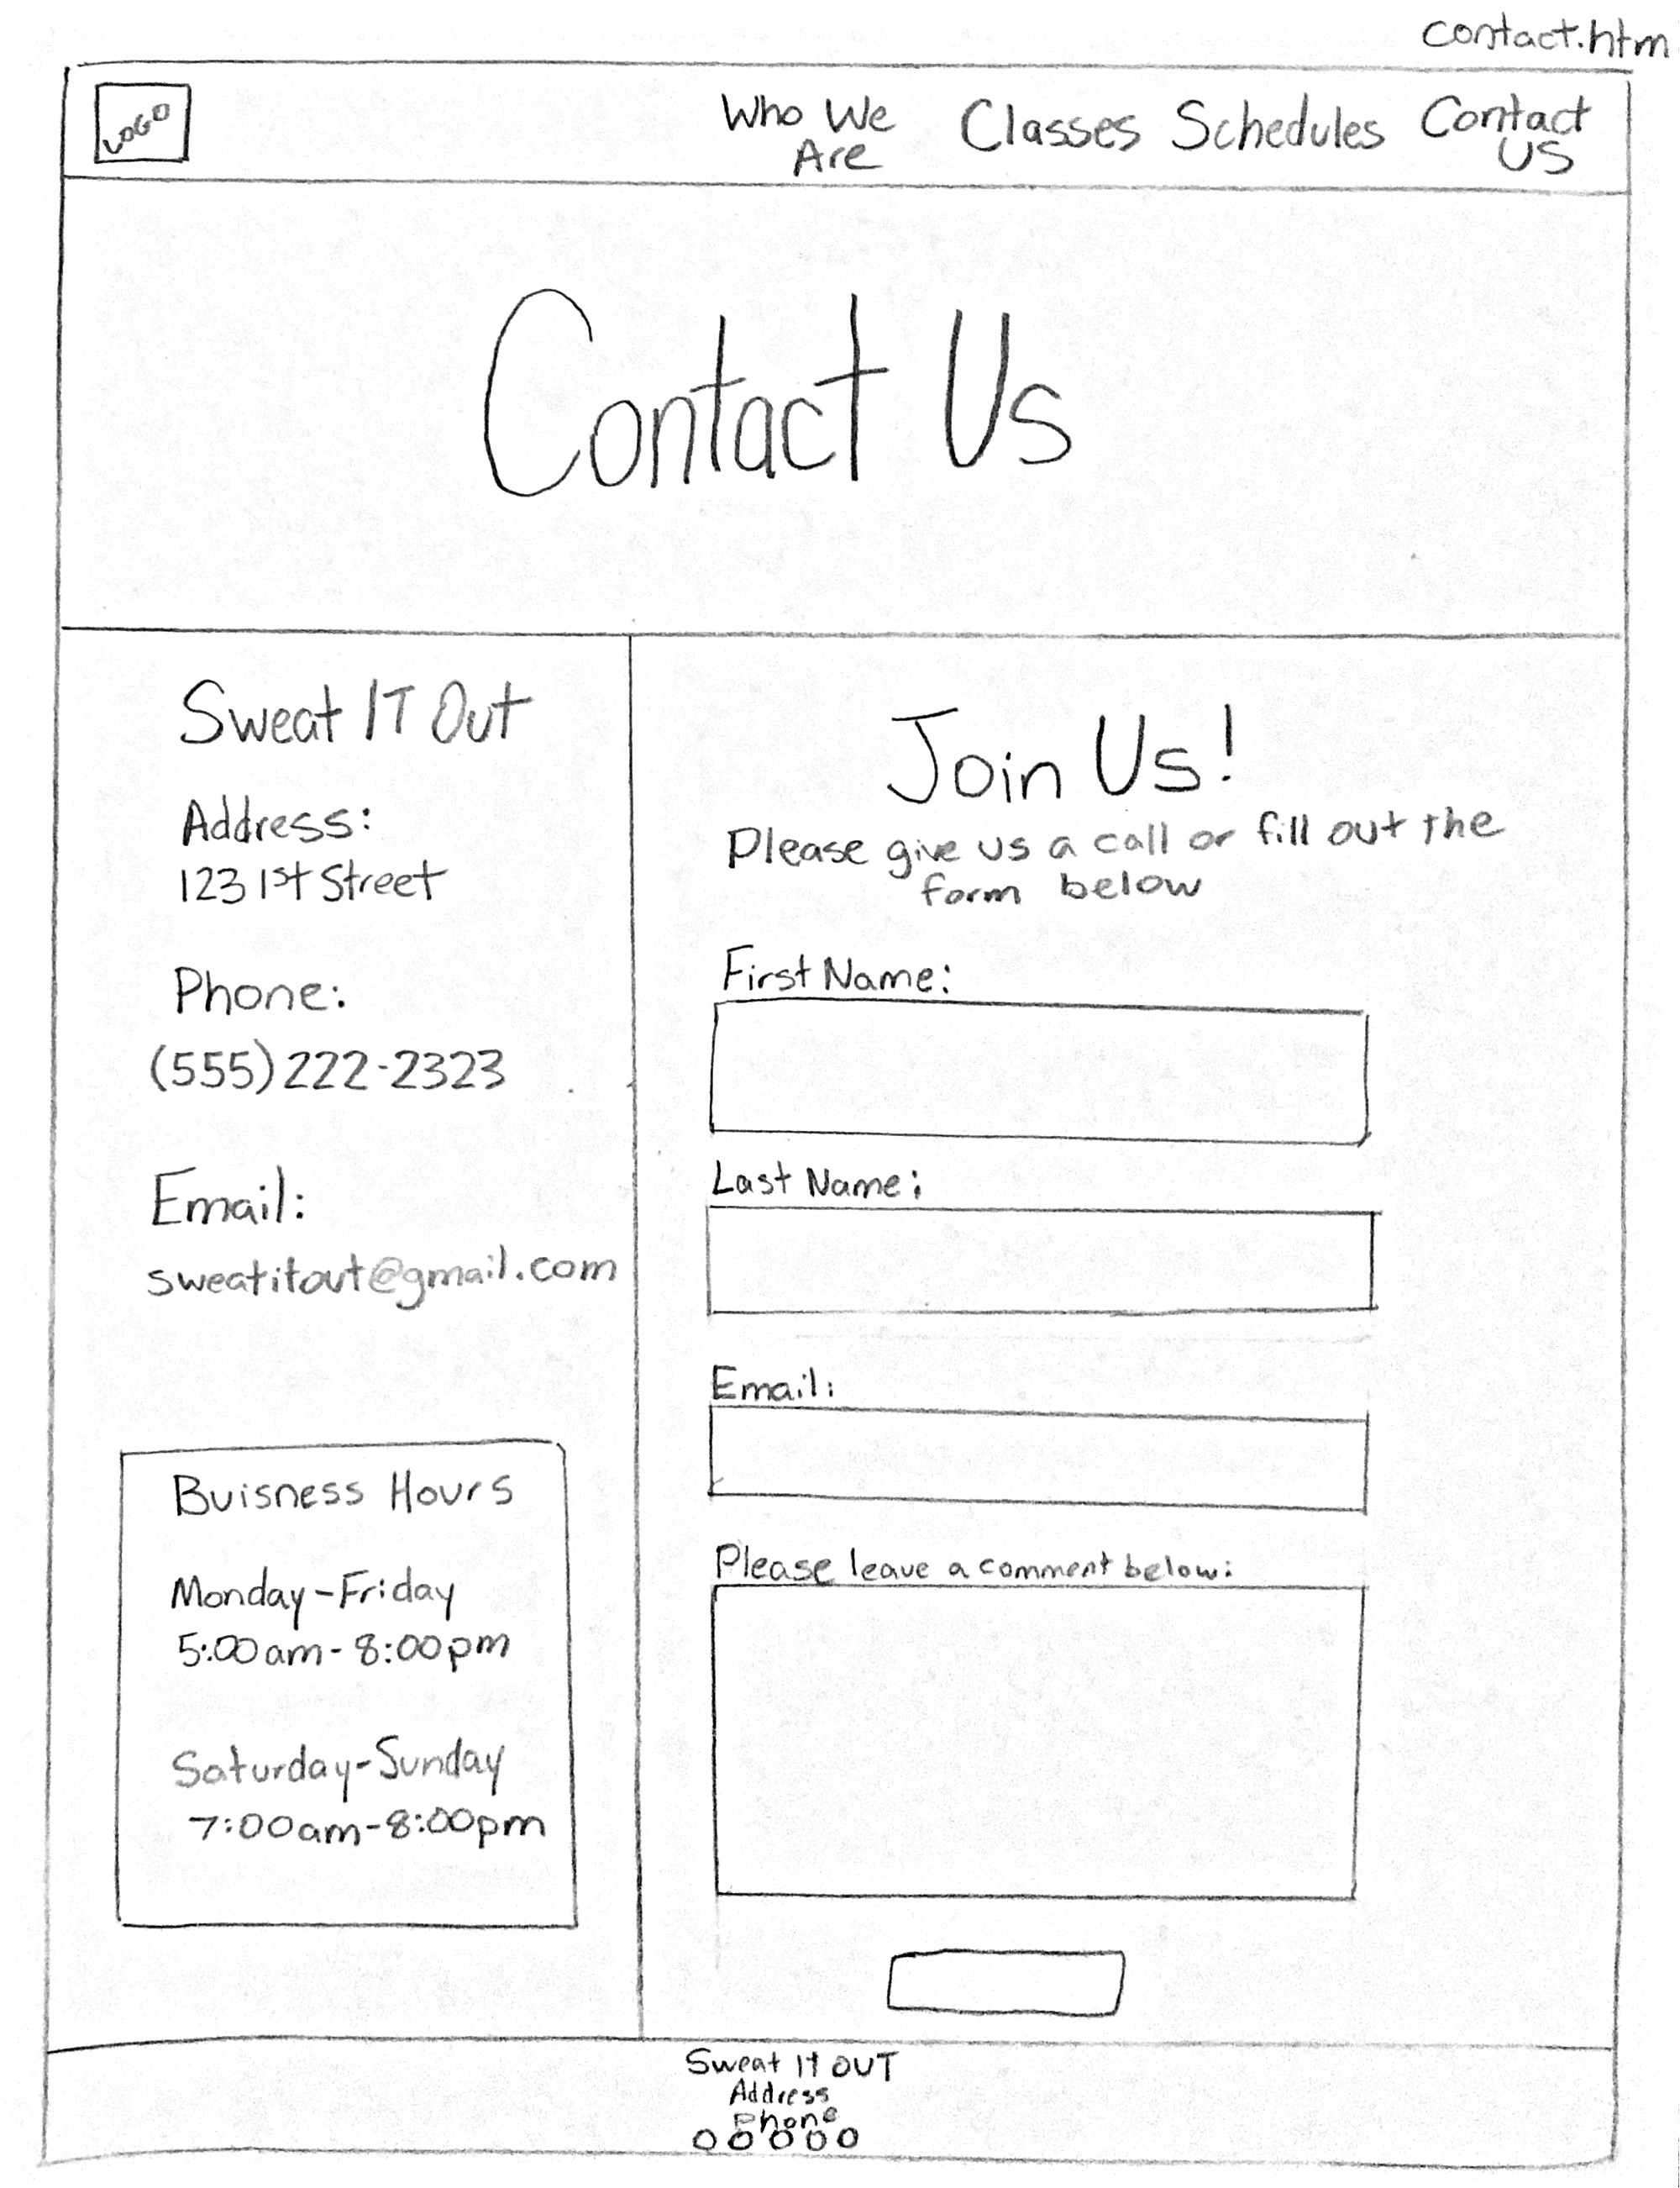 contact.htm
LOGO
Who We
Are
Classes
Schedules
Contact
US
Contact Us
Sweat IT Out
Address:
123 1st Street
Phone:
(555) 222-2323
Email:
sweatitout@gmail.com
Buisness Hours
Monday-Friday
5:00am-8:00pm
Saturday-Sunday
7:00am-8:00pm
Join Us!
Please give us a call or fill out the
form below
First Name:
Last Name:
Email:
Please leave a comment below:
Sweat It OUT
Address
Phone